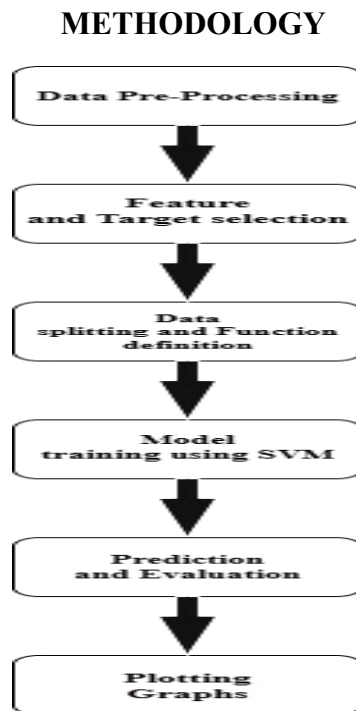 METHODOLOGY
Data Pre-Processing
Feature
and Target selection
Data
splitting and Function
definition
Model
training using SVM
Prediction
and Evaluation
Plotting
Graphs